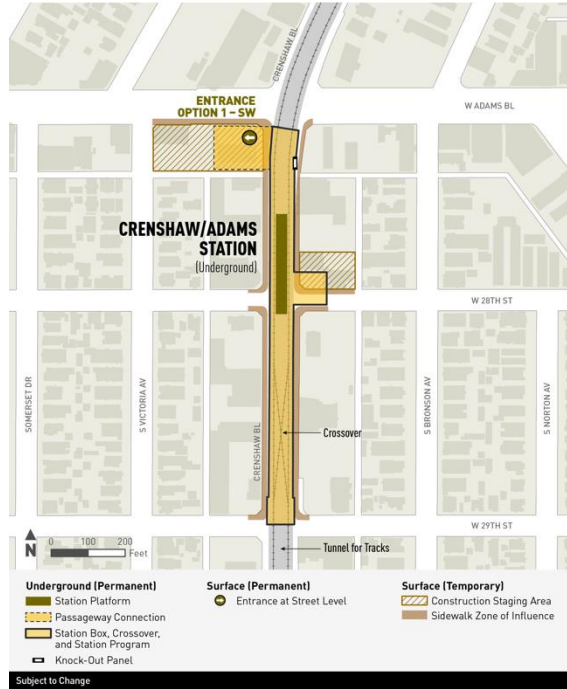 CRENSHAW BL
ENTRANCE
OPTION 1 – SW
W ADAMS BL
CRENSHAW/ADAMS
STATION
(Underground)
W 28TH ST
SOMERSET DR
S VICTORIA AV
CRENSHAW BL
S BRONSON AV
S NORTON AV
Crossover
W 29TH ST
N
0 100 200
Feet
Tunnel for Tracks
Underground (Permanent)
Station Platform
Passageway Connection
Station Box, Crossover,
and Station Program
Knock-Out Panel
Surface (Permanent)
Entrance at Street Level
Surface (Temporary)
Construction Staging Area
Sidewalk Zone of Influence
Subject to Change